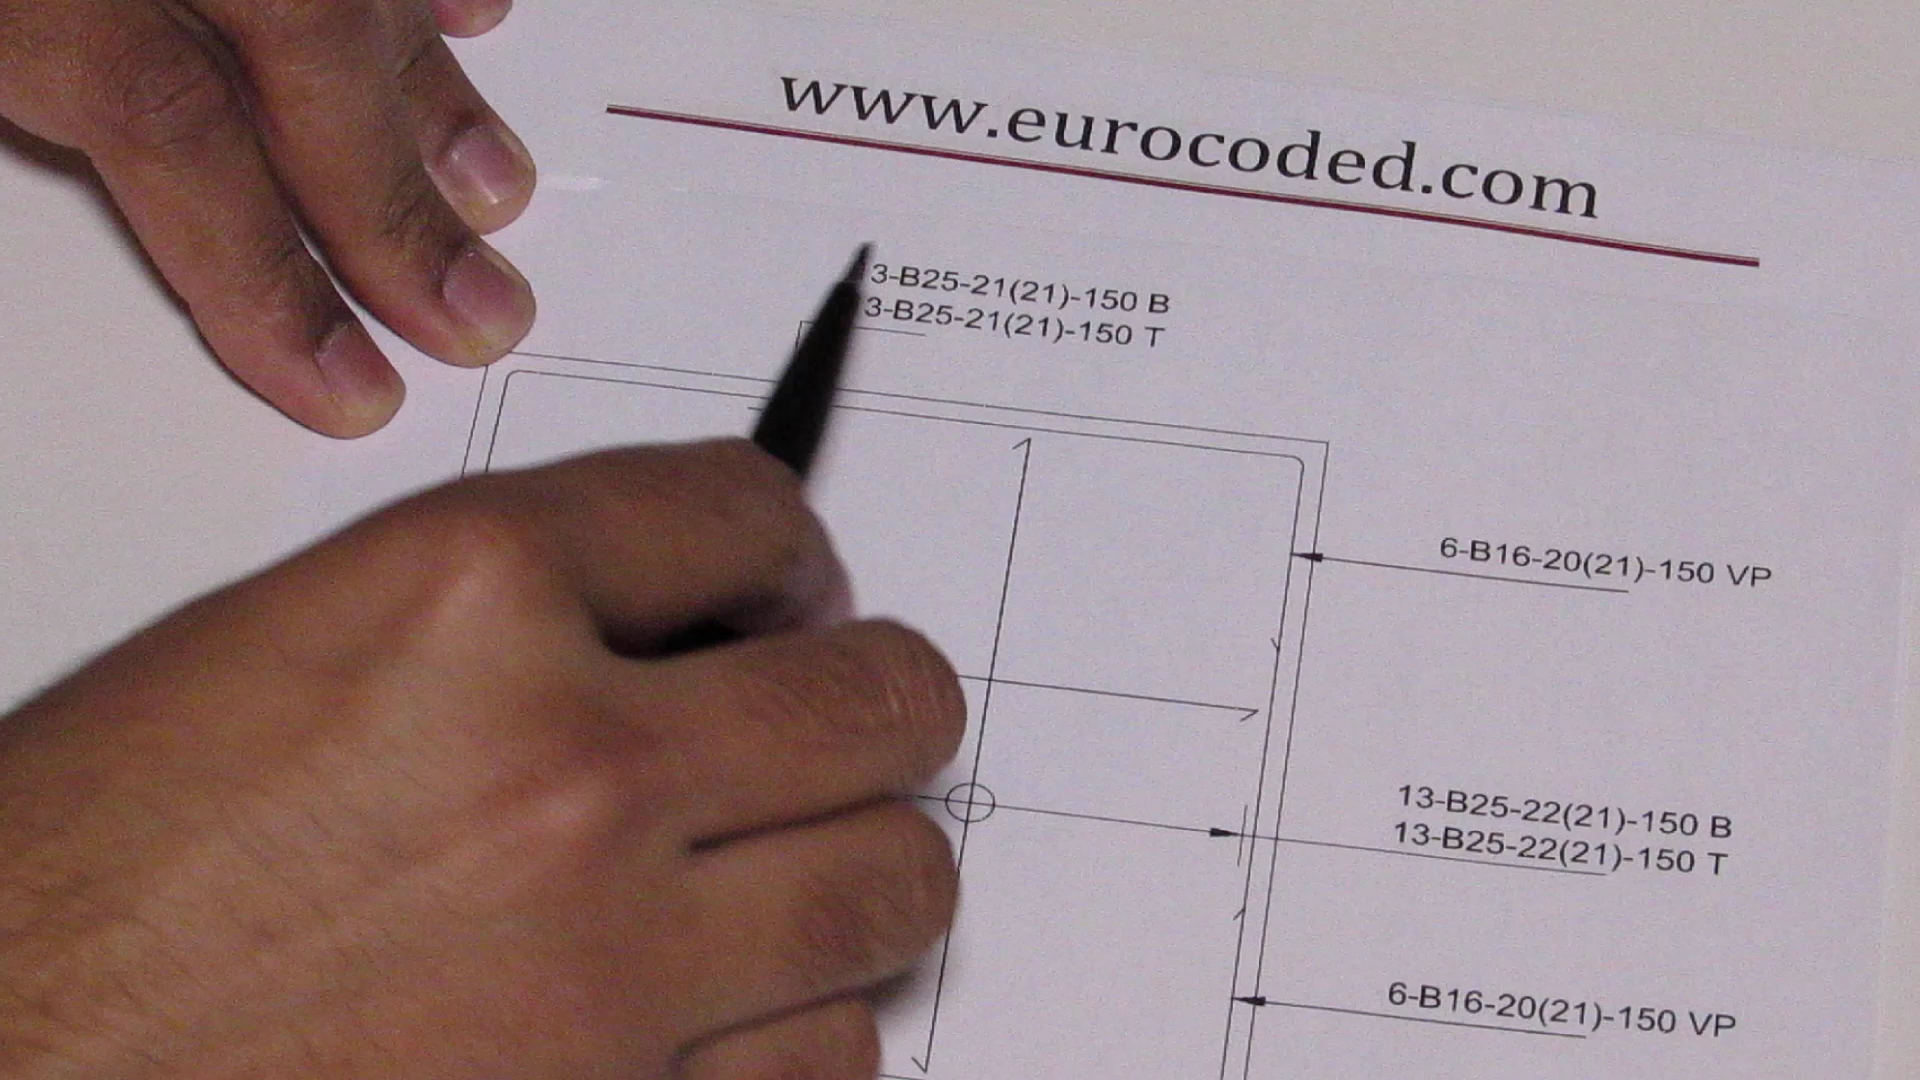 www.eurocoded.com
3-B25-21(21)-150 B
3-B25-21(21)-150 T
6-B16-20(21)-150 VP
13-B25-22(21)-150 B
13-B25-22(21)-150 T
6-B16-20(21)-150 VP